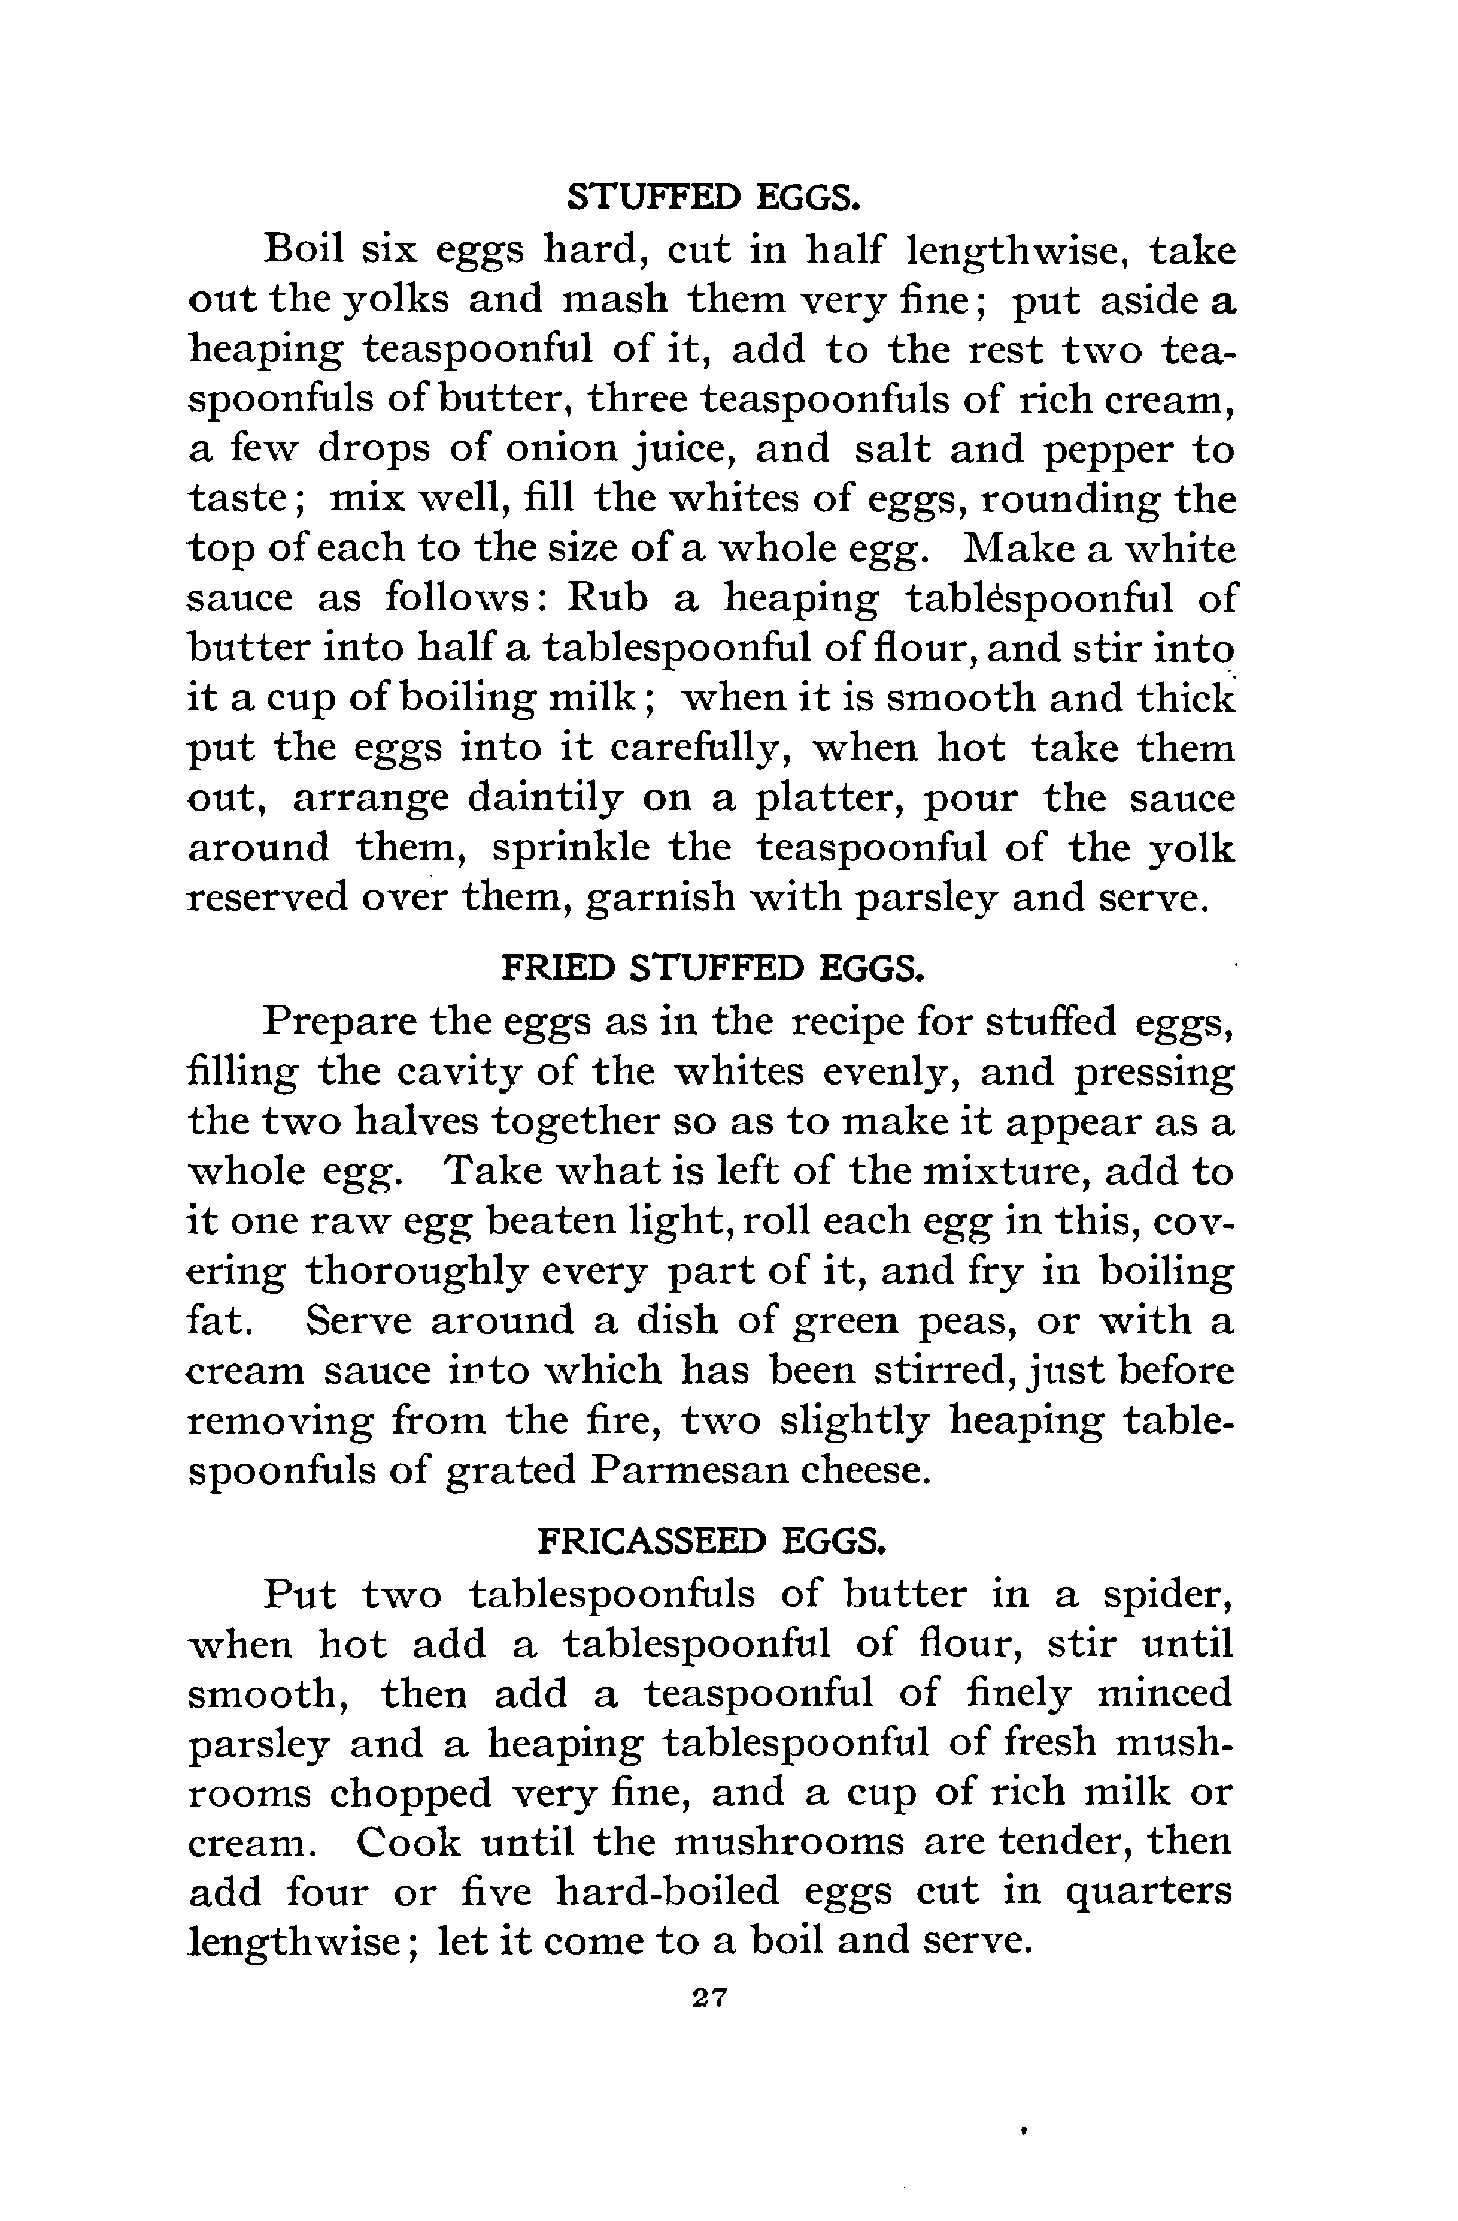 STUFFED EGGS.
Boil six eggs hard, cut in half lengthwise, take
out the yolks and mash them very fine; put aside a
heaping teaspoonful of it, add to the rest two tea-
spoonfuls of butter, three teaspoonfuls of rich cream,
a few drops of onion juice, and salt and pepper to
taste; mix well, fill the whites of eggs, rounding the
top of each to the size of a whole egg. Make a white
sauce as follows: Rub a heaping tablespoonful of
butter into half a tablespoonful of flour, and stir into
it a cup of boiling milk; when it is smooth and thick
put the eggs into it carefully, when hot take them
out, arrange daintily on a platter, pour the sauce
around them, sprinkle the teaspoonful of the yolk
reserved over them, garnish with parsley and serve.
FRIED STUFFED EGGS.
Prepare the eggs as in the recipe for stuffed eggs,
filling the cavity of the whites evenly, and pressing
the two halves together so as to make it appear as a
whole egg. Take what is left of the mixture, add to
it one raw egg beaten light, roll each egg in this, cov-
ering thoroughly every part of it, and fry in boiling
fat. Serve around a dish of green peas, or with a
cream sauce into which has been stirred, just before
removing from the fire, two slightly heaping table-
spoonfuls of grated Parmesan cheese.
FRICASSEED EGGS.
Put two tablespoonfuls of butter in a spider,
when hot add a tablespoonful of flour, stir until
smooth, then add a teaspoonful of finely minced
parsley and a heaping tablespoonful of fresh mush-
rooms chopped very fine, and a cup of rich milk or
cream. Cook until the mushrooms are tender, then
add four or five hard-boiled eggs cut in quarters
lengthwise; let it come to a boil and serve.
27